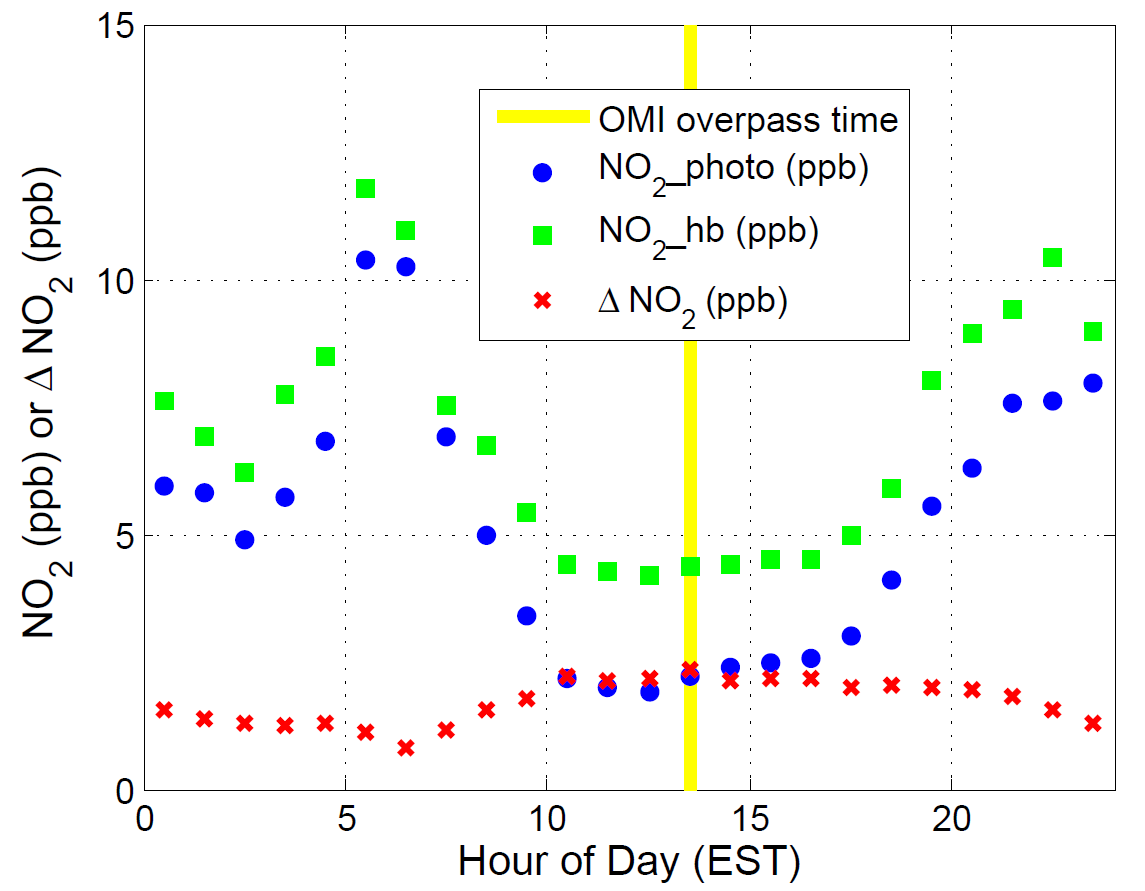 15
10
5
0
NO2 (ppb) or Δ NO2 (ppb)
OMI overpass time
NO2_photo (ppb)
NO2_hb (ppb)
Δ NO2 (ppb)
0 5 10 15 20
Hour of Day (EST)